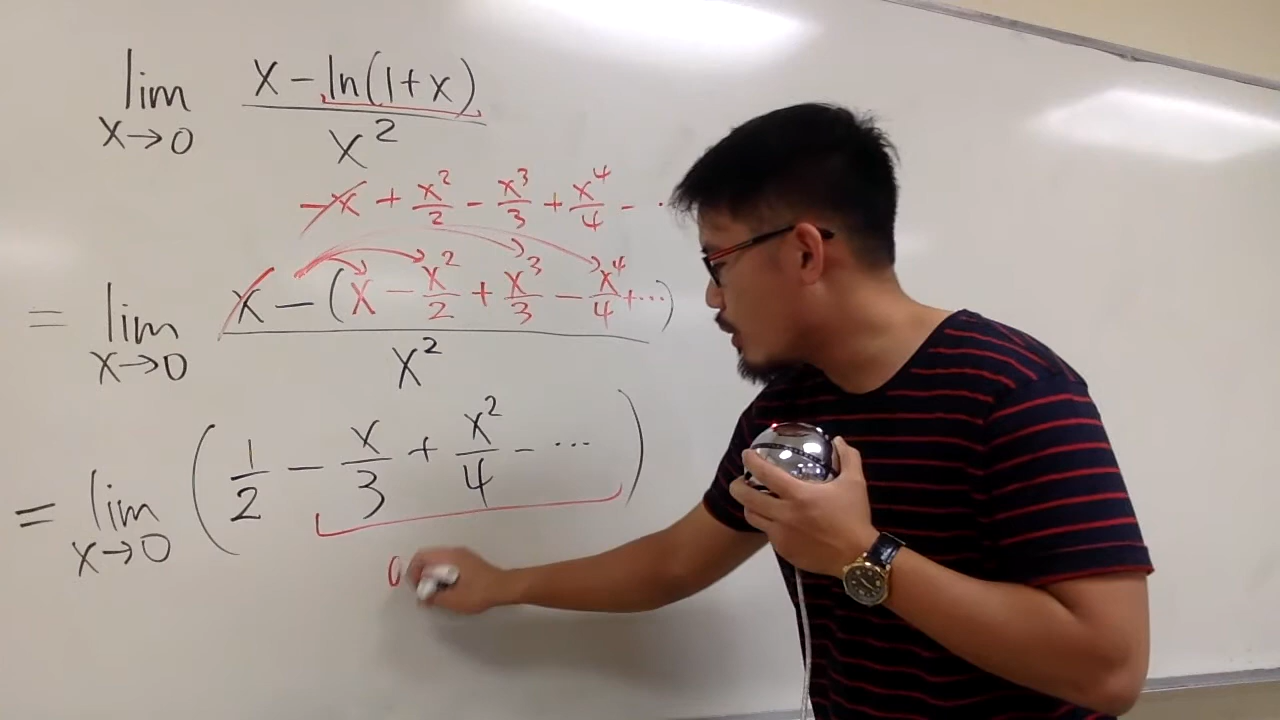 lim x→0 (x - ln(1+x)) / x²
-x + x²/2 - x³/3 + x⁴/4 - ..
= lim x→0 (x - (x - x²/2 + x³/3 - x⁴/4 + ...)) / x²
= lim x→0 (1/2 - x/3 + x²/4 - ...)
0